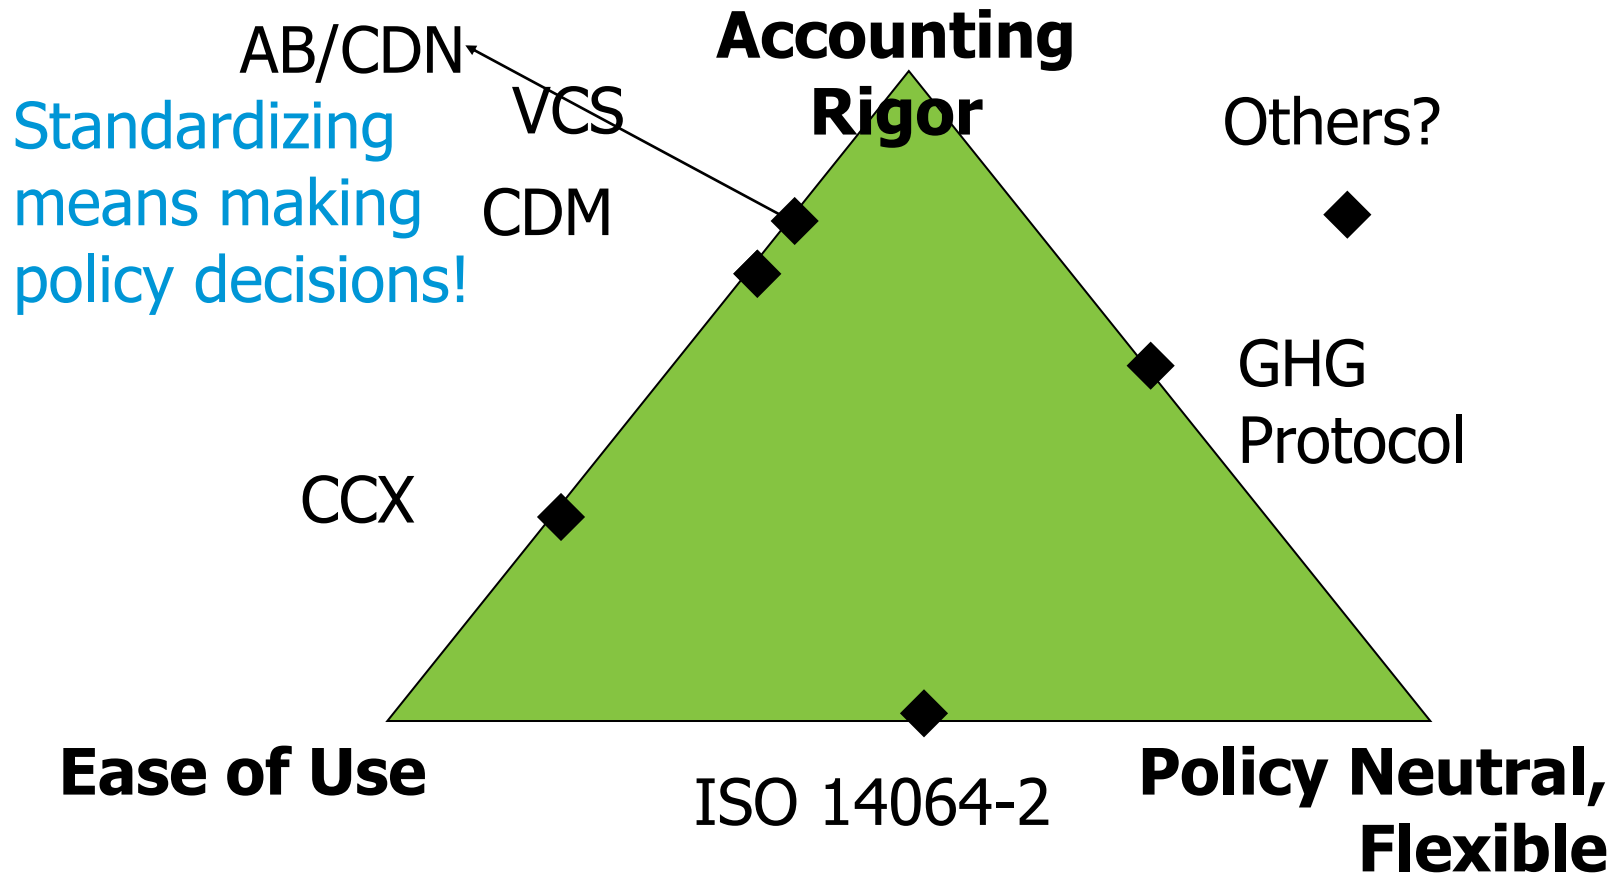 AB/CDN
Accounting
Rigor
VCS
Others?
Standardizing
means making
policy decisions!
CDM
GHG
Protocol
CCX
Ease of Use
ISO 14064-2
Policy Neutral,
Flexible